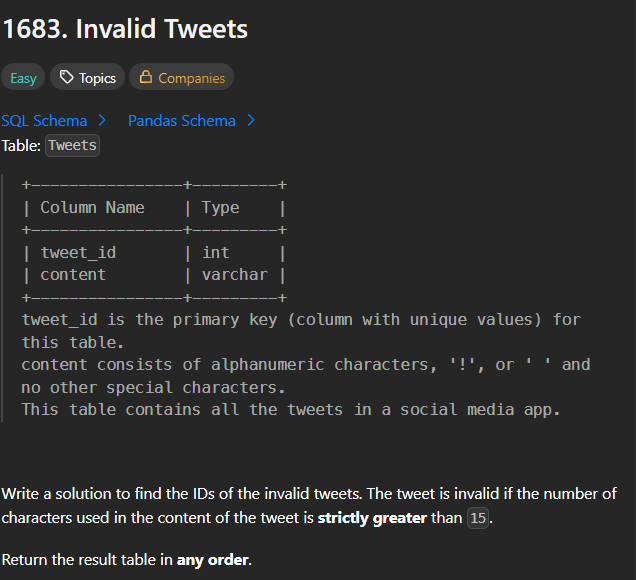 1683. Invalid Tweets
Easy Topics Companies
SQL Schema > Pandas Schema >
Table: Tweets
+----------------+---------+
| Column Name    | Type    |
+----------------+---------+
| tweet_id       | int     |
| content        | varchar |
+----------------+---------+
tweet_id is the primary key (column with unique values) for
this table.
content consists of alphanumeric characters, '!', or ' ' and
no other special characters.
This table contains all the tweets in a social media app.
Write a solution to find the IDs of the invalid tweets. The tweet is invalid if the number of
characters used in the content of the tweet is strictly greater than 15.
Return the result table in any order.